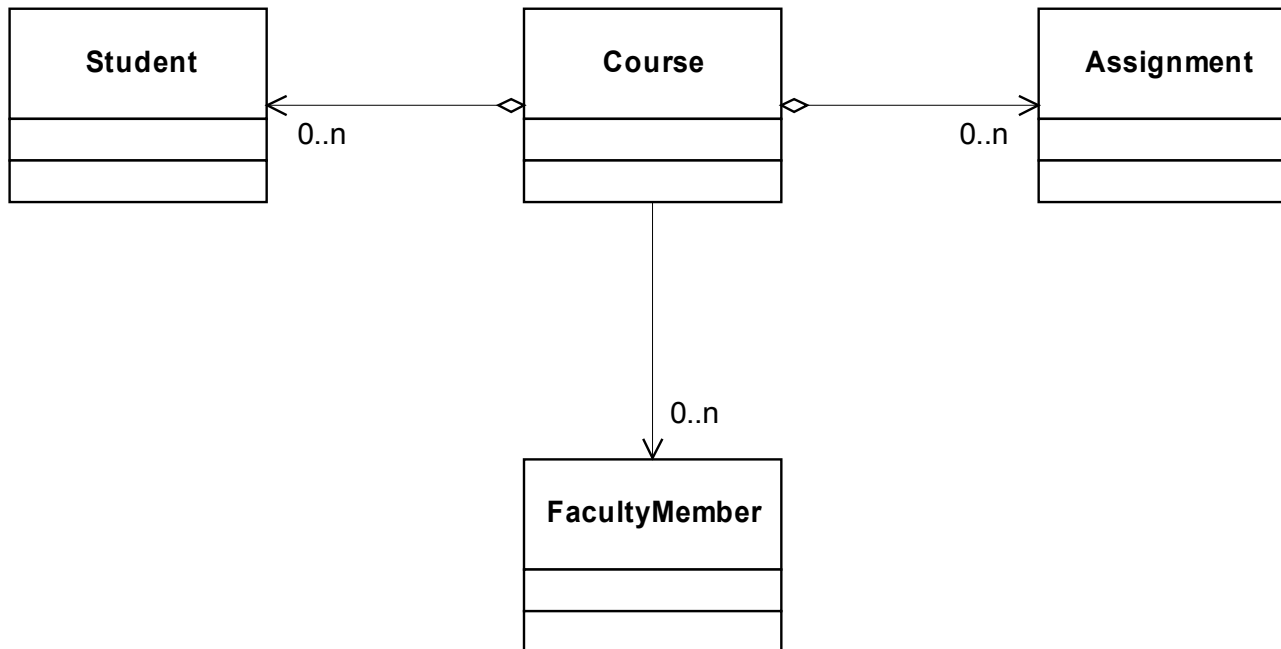 Student
Course
Assignment
0..n
0..n
0..n
FacultyMember